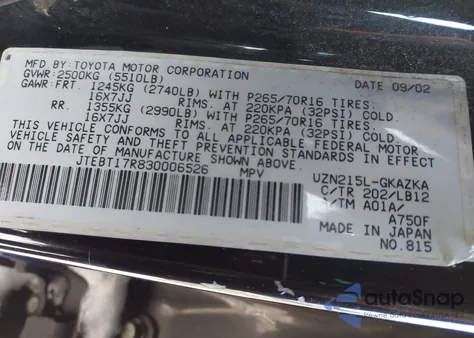 MFD.BY:TOYOTA MOTOR CORPORATION DATE 09/02
GVWR:2500KG (5510LB)
GAWR:FRT. 1245KG (2740LB) WITH P265/70R16 TIRES.
16X7JJ RIMS.AT 220KPA (32PSI) COLD.
RR. 1355KG (2990LB) WITH P265/70R16 TIRES.
16X7JJ RIMS.AT 220KPA (32PSI) COLD.
THIS VEHICLE CONFORMS TO ALL APPLICABLE FEDERAL MOTOR
VEHICLE SAFETY AND THEFT PREVENTION STANDARDS IN EFFECT
ON THE DATE OF MANUFACTURE SHOWN ABOVE.
JTEBT17R830006526 MPV
UZN215L-GKAZKA
C/TR 202/LB12
A/TM A01A/
A750F
MADE IN JAPAN
NO.815
autoSnap